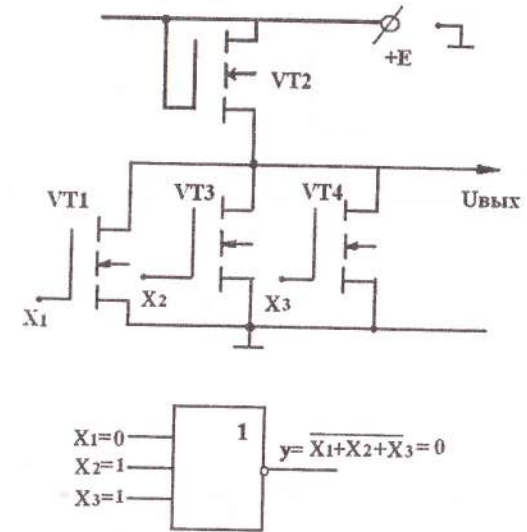 +E
VT2
VT1
VT3
VT4
Uвых
X1
X2
X3
X1=0
X2=1
X3=1
1
y= X1+X2+X3=0